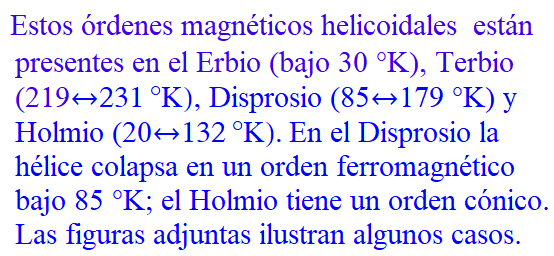 Estos órdenes magnéticos helicoidales están
presentes en el Erbio (bajo 30 °K), Terbio
(219↔231 °K), Disprosio (85↔179 °K) y
Holmio (20↔132 °K). En el Disprosio la
hélice colapsa en un orden ferromagnético
bajo 85 °K; el Holmio tiene un orden cónico.
Las figuras adjuntas ilustran algunos casos.